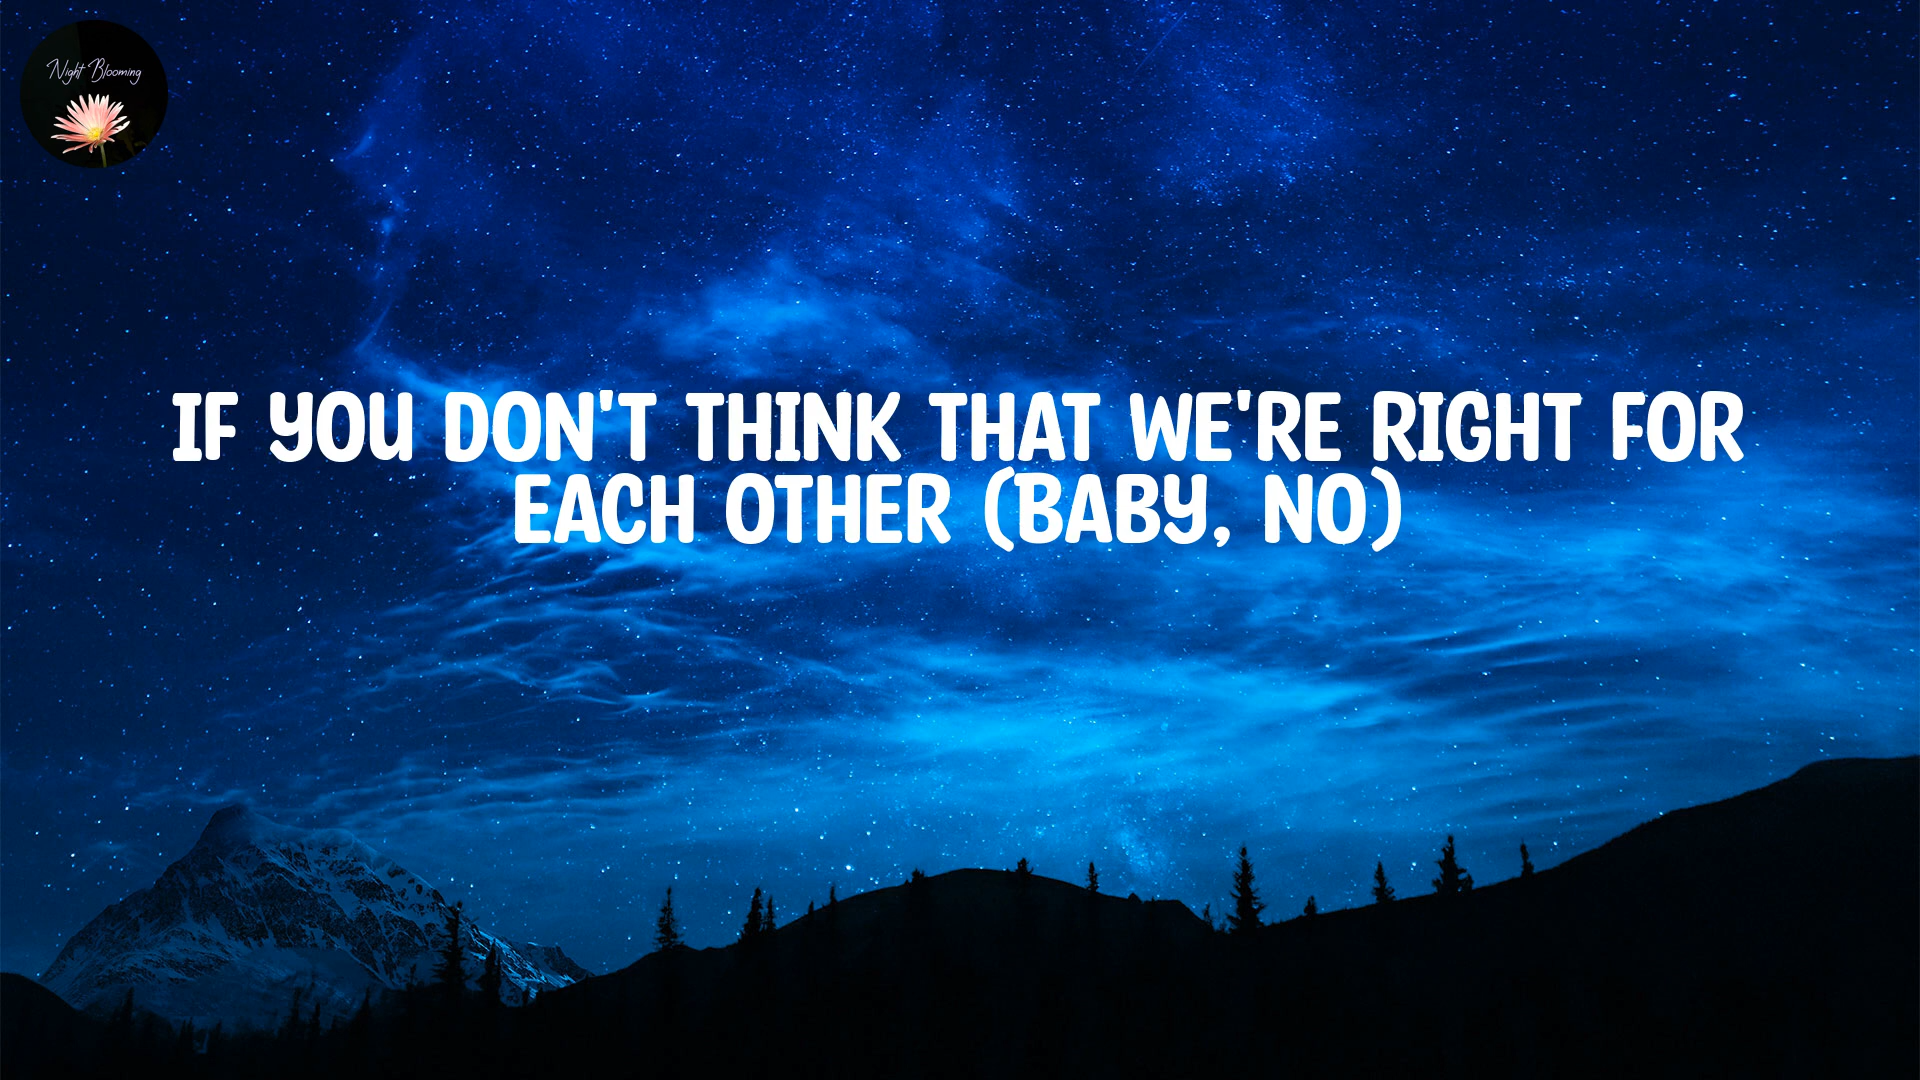 Night Blooming
IF YOU DON'T THINK THAT WE'RE RIGHT FOR
EACH OTHER (BABY, NO)